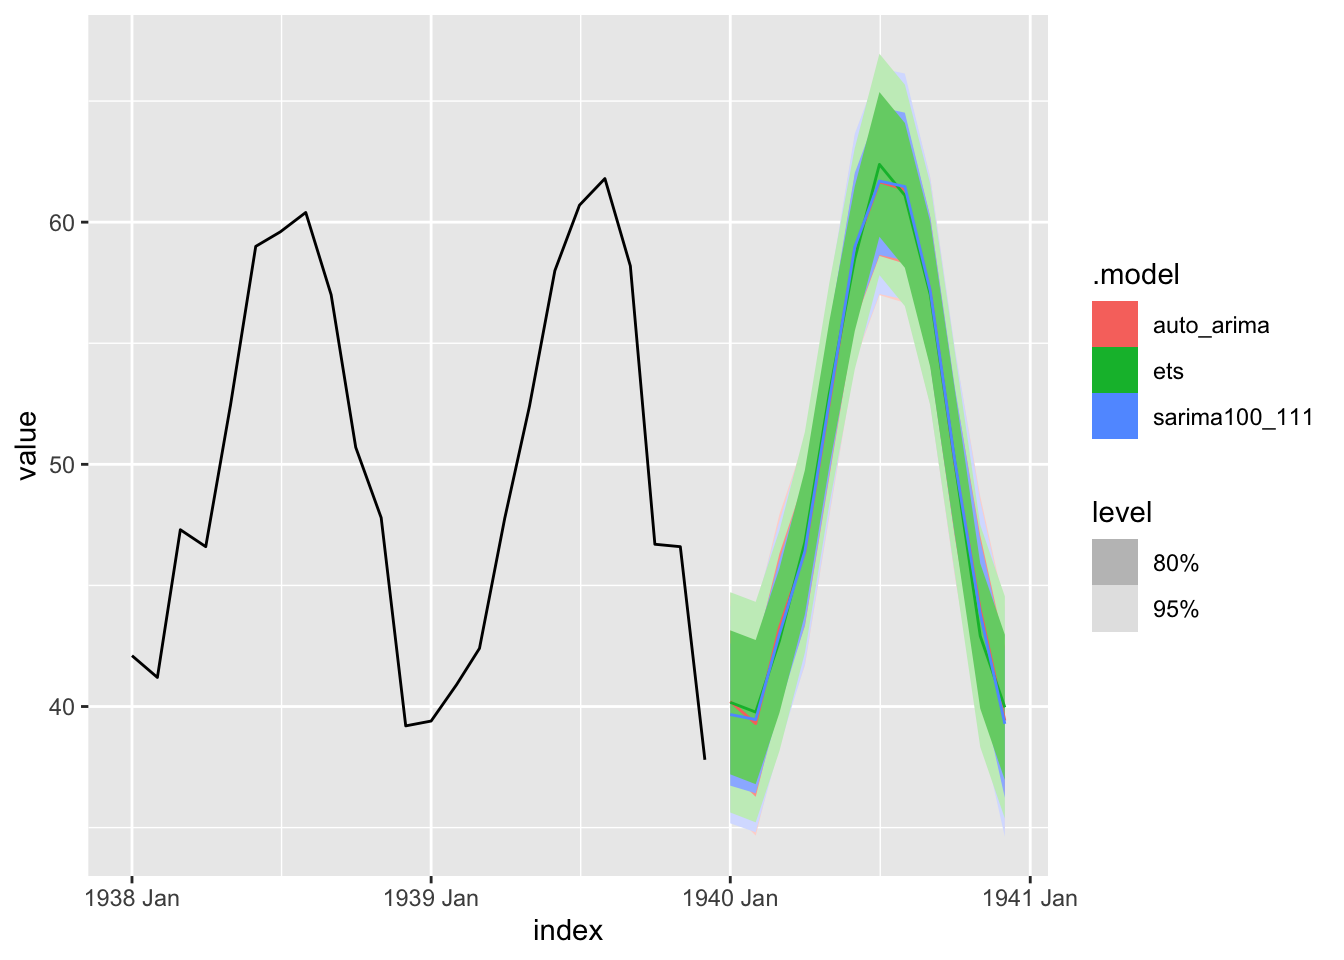 60
50
40
value
1938 Jan
1939 Jan
1940 Jan
1941 Jan
index
.model
auto_arima
ets
sarima100_111
level
80%
95%